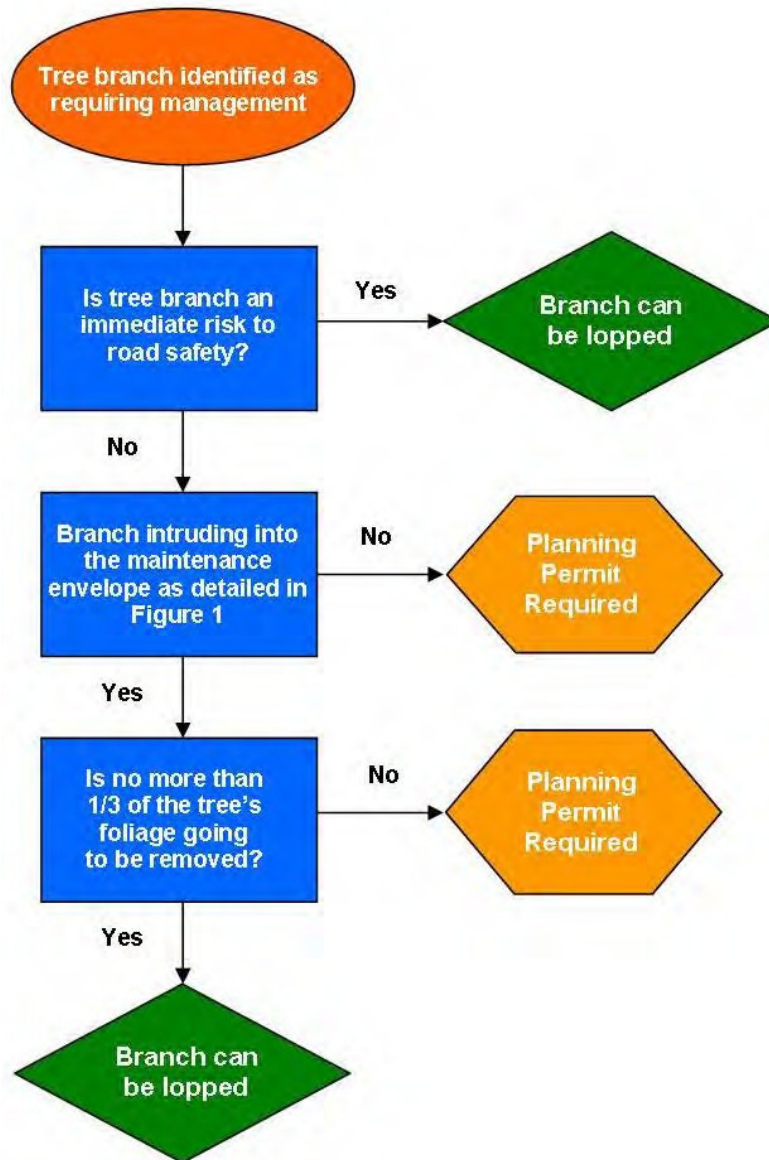 Tree branch identified as
requiring management
Is tree branch an
immediate risk to
road safety?
Yes
Branch can
be lopped
No
Branch intruding into
the maintenance
envelope as detailed in
Figure 1
No
Planning
Permit
Required
Yes
Is no more than
1/3 of the tree's
foliage going
to be removed?
No
Planning
Permit
Required
Yes
Branch can
be lopped